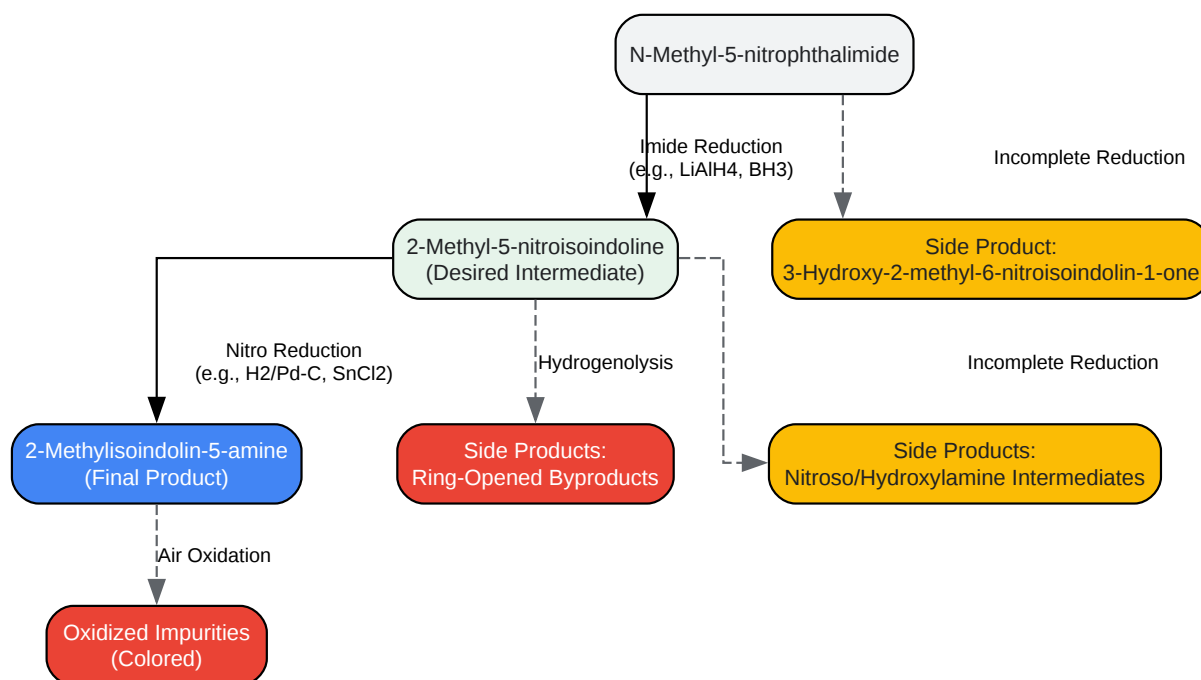 N-Methyl-5-nitrophthalimide
Imide Reduction
(e.g., LiAlH4, BH3)
Incomplete Reduction
2-Methyl-5-nitroisoindoline
(Desired Intermediate)
Side Product:
3-Hydroxy-2-methyl-6-nitroisoindolin-1-one
Nitro Reduction
(e.g., H2/Pd-C, SnCl2)
Hydrogenolysis
Incomplete Reduction
2-Methylisoindolin-5-amine
(Final Product)
Side Products:
Ring-Opened Byproducts
Side Products:
Nitroso/Hydroxylamine Intermediates
Air Oxidation
Oxidized Impurities
(Colored)